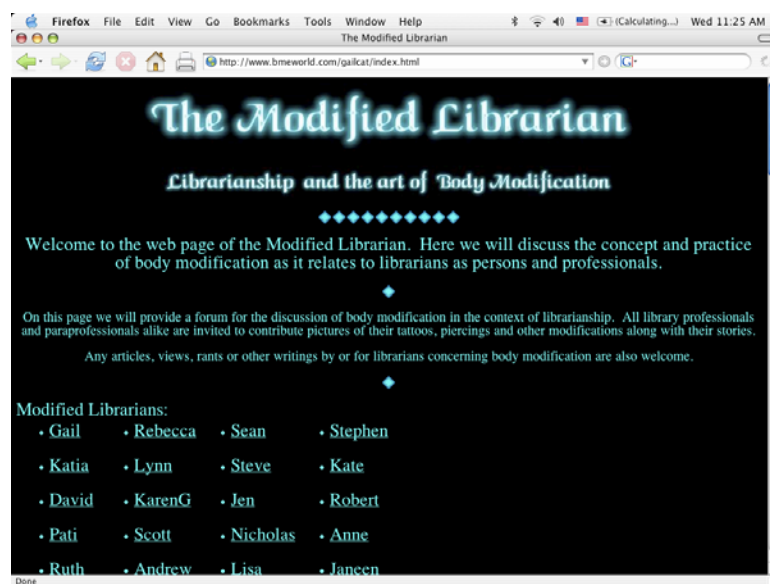 Firefox File Edit View Go Bookmarks Tools Window Help (Calculating...) Wed 11:25 AM
The Modified Librarian
http://www.bmeworld.com/gailcat/index.html G
The Modified Librarian
Librarianship and the art of Body Modification
Welcome to the web page of the Modified Librarian. Here we will discuss the concept and practice
of body modification as it relates to librarians as persons and professionals.
On this page we will provide a forum for the discussion of body modification in the context of librarianship. All library professionals
and paraprofessionals alike are invited to contribute pictures of their tattoos, piercings and other modifications along with their stories.
Any articles, views, rants or other writings by or for librarians concerning body modification are also welcome.
Modified Librarians:
• Gail • Rebecca • Sean • Stephen
• Katia • Lynn • Steve • Kate
• David • KarenG • Jen • Robert
• Pati • Scott • Nicholas • Anne
• Ruth • Andrew • Lisa • Janeen
Done